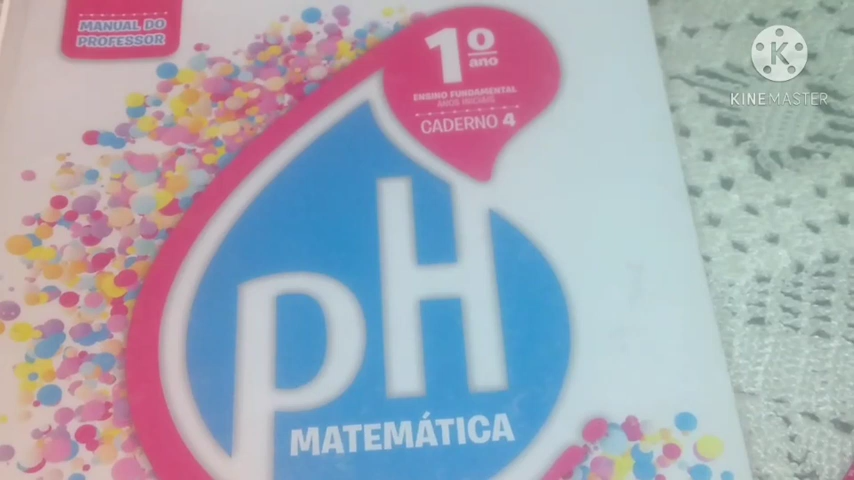 MANUAL DO
PROFESSOR
1º
ano
ENSINO FUNDAMENTAL
ANOS INICIAIS
CADERNO 4
pH
MATEMÁTICA
K
KINEMASTER